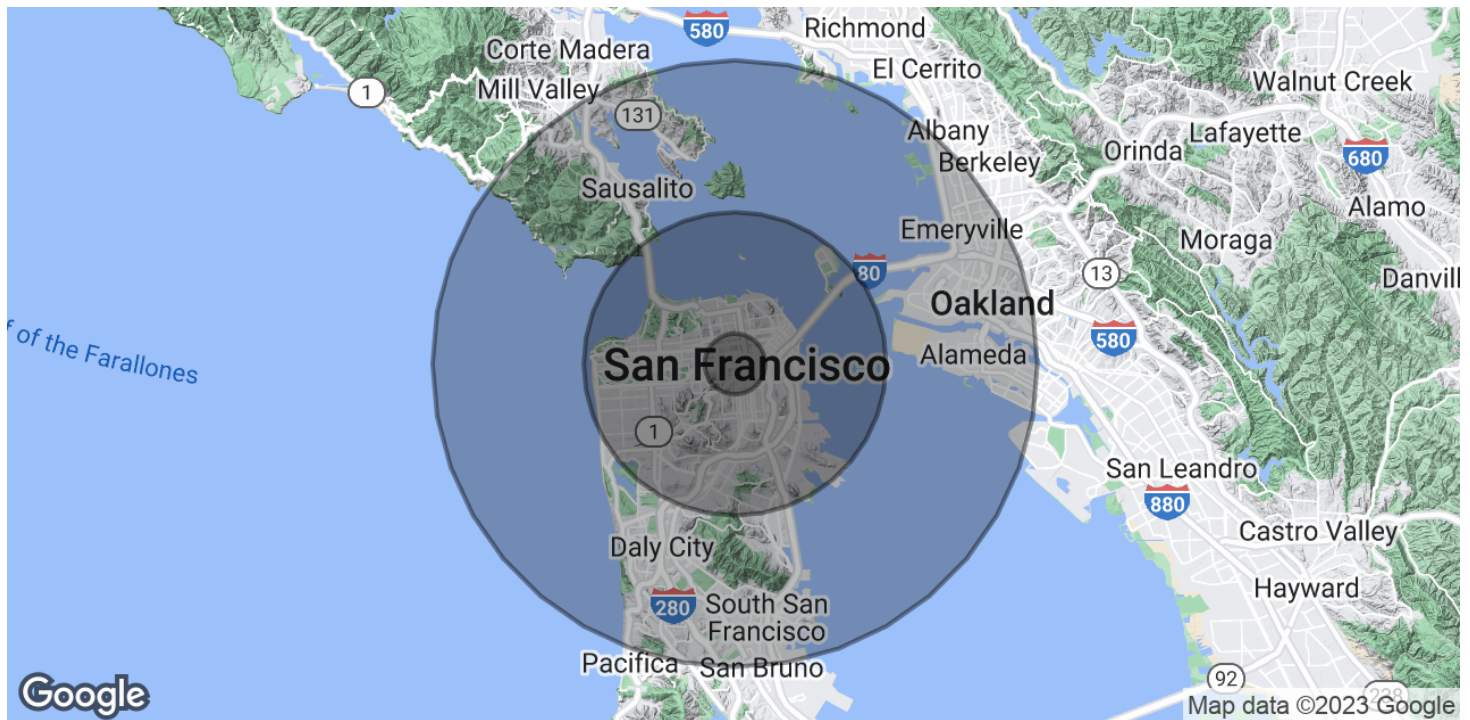 580
Richmond
Corte Madera
El Cerrito
Mill Valley
1
Walnut Creek
131
Albany
Lafayette
Berkeley
Orinda
680
Sausalito
Alamo
Emeryville
Moraga
80
13
Danvill
Oakland
of the Farallones
580
Alameda
San Francisco
1
San Leandro
880
Daly City
Castro Valley
280
South San
Francisco
Hayward
Pacifica
San Bruno
92
238
Google
Map data ©2023 Google